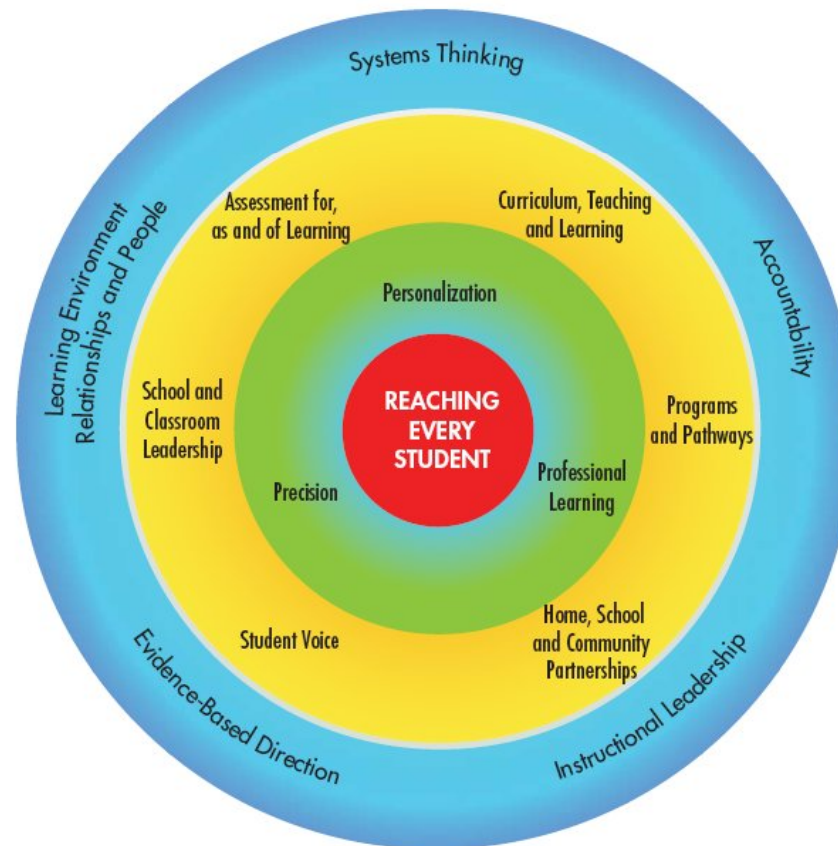 Systems Thinking
Learning Environment
Relationships and People
Accountability
Assessment for,
as and of Learning
Curriculum, Teaching
and Learning
Personalization
School and
Classroom
Leadership
REACHING
EVERY
STUDENT
Programs
and Pathways
Precision
Professional
Learning
Student Voice
Home, School
and Community
Partnerships
Evidence-Based Direction
Instructional Leadership